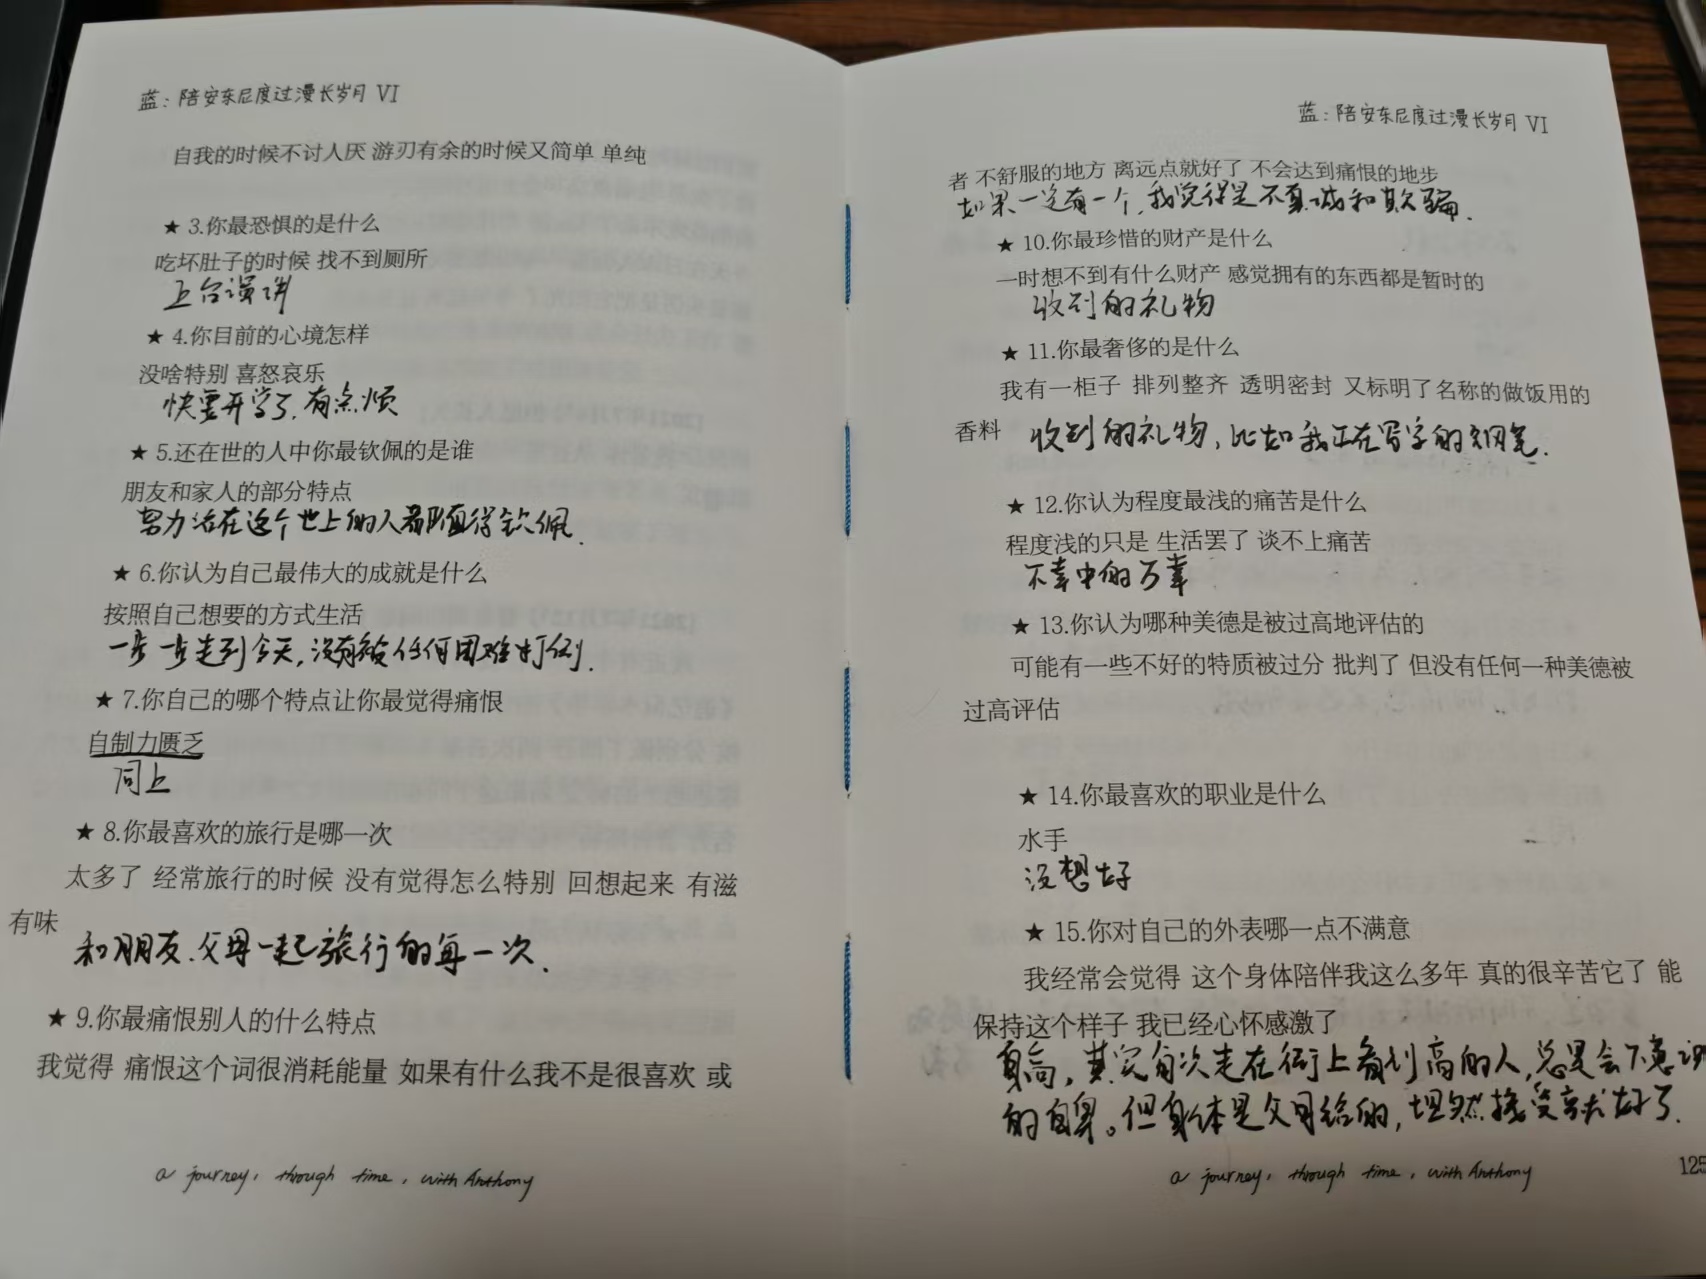 蓝：陪安东尼度过漫长岁月 VI
自我的时候不讨人厌 游刃有余的时候又简单 单纯
★ 3.你最恐惧的是什么
吃坏肚子的时候 找不到厕所
上台演讲
★ 4.你目前的心境怎样
没啥特别 喜怒哀乐
快要开学了，有点烦
★ 5.还在世的人中你最钦佩的是谁
朋友和家人的部分特点
努力活在这个世上的人都值得钦佩.
★ 6.你认为自己最伟大的成就是什么
按照自己想要的方式生活
一步一步走到今天，没有被任何困难打倒.
★ 7.你自己的哪个特点让你最觉得痛恨
自制力匮乏
同上
★ 8.你最喜欢的旅行是哪一次
太多了 经常旅行的时候 没有觉得怎么特别 回想起来 有滋
有味
和朋友.父母一起旅行的每一次.
★ 9.你最痛恨别人的什么特点
我觉得 痛恨这个词很消耗能量 如果有什么我不是很喜欢 或
a journey, through time, with Anthony
蓝：陪安东尼度过漫长岁月 VI
者 不舒服的地方 离远点就好了 不会达到痛恨的地步
如果一定有一个，我觉得是不真诚和欺骗.
★ 10.你最珍惜的财产是什么
一时想不到有什么财产 感觉拥有的东西都是暂时的
收到的礼物
★ 11.你最奢侈的是什么
我有一柜子 排列整齐 透明密封 又标明了名称的做饭用的
香料
收到的礼物，比如我正在写字的钢笔.
★ 12.你认为程度最浅的痛苦是什么
程度浅的只是 生活罢了 谈不上痛苦
不幸中的万幸
★ 13.你认为哪种美德是被过高地评估的
可能有一些不好的特质被过分 批判了 但没有任何一种美德被
过高评估
★ 14.你最喜欢的职业是什么
水手
没想好
★ 15.你对自己的外表哪一点不满意
我经常会觉得 这个身体陪伴我这么多年 真的很辛苦它了 能
保持这个样子 我已经心怀感激了
身高，其实每次走在街上看到高的人，总是会下意识
的自卑。但身体是父母给的，坦然接受就好了.
a journey, through time, with Anthony
125